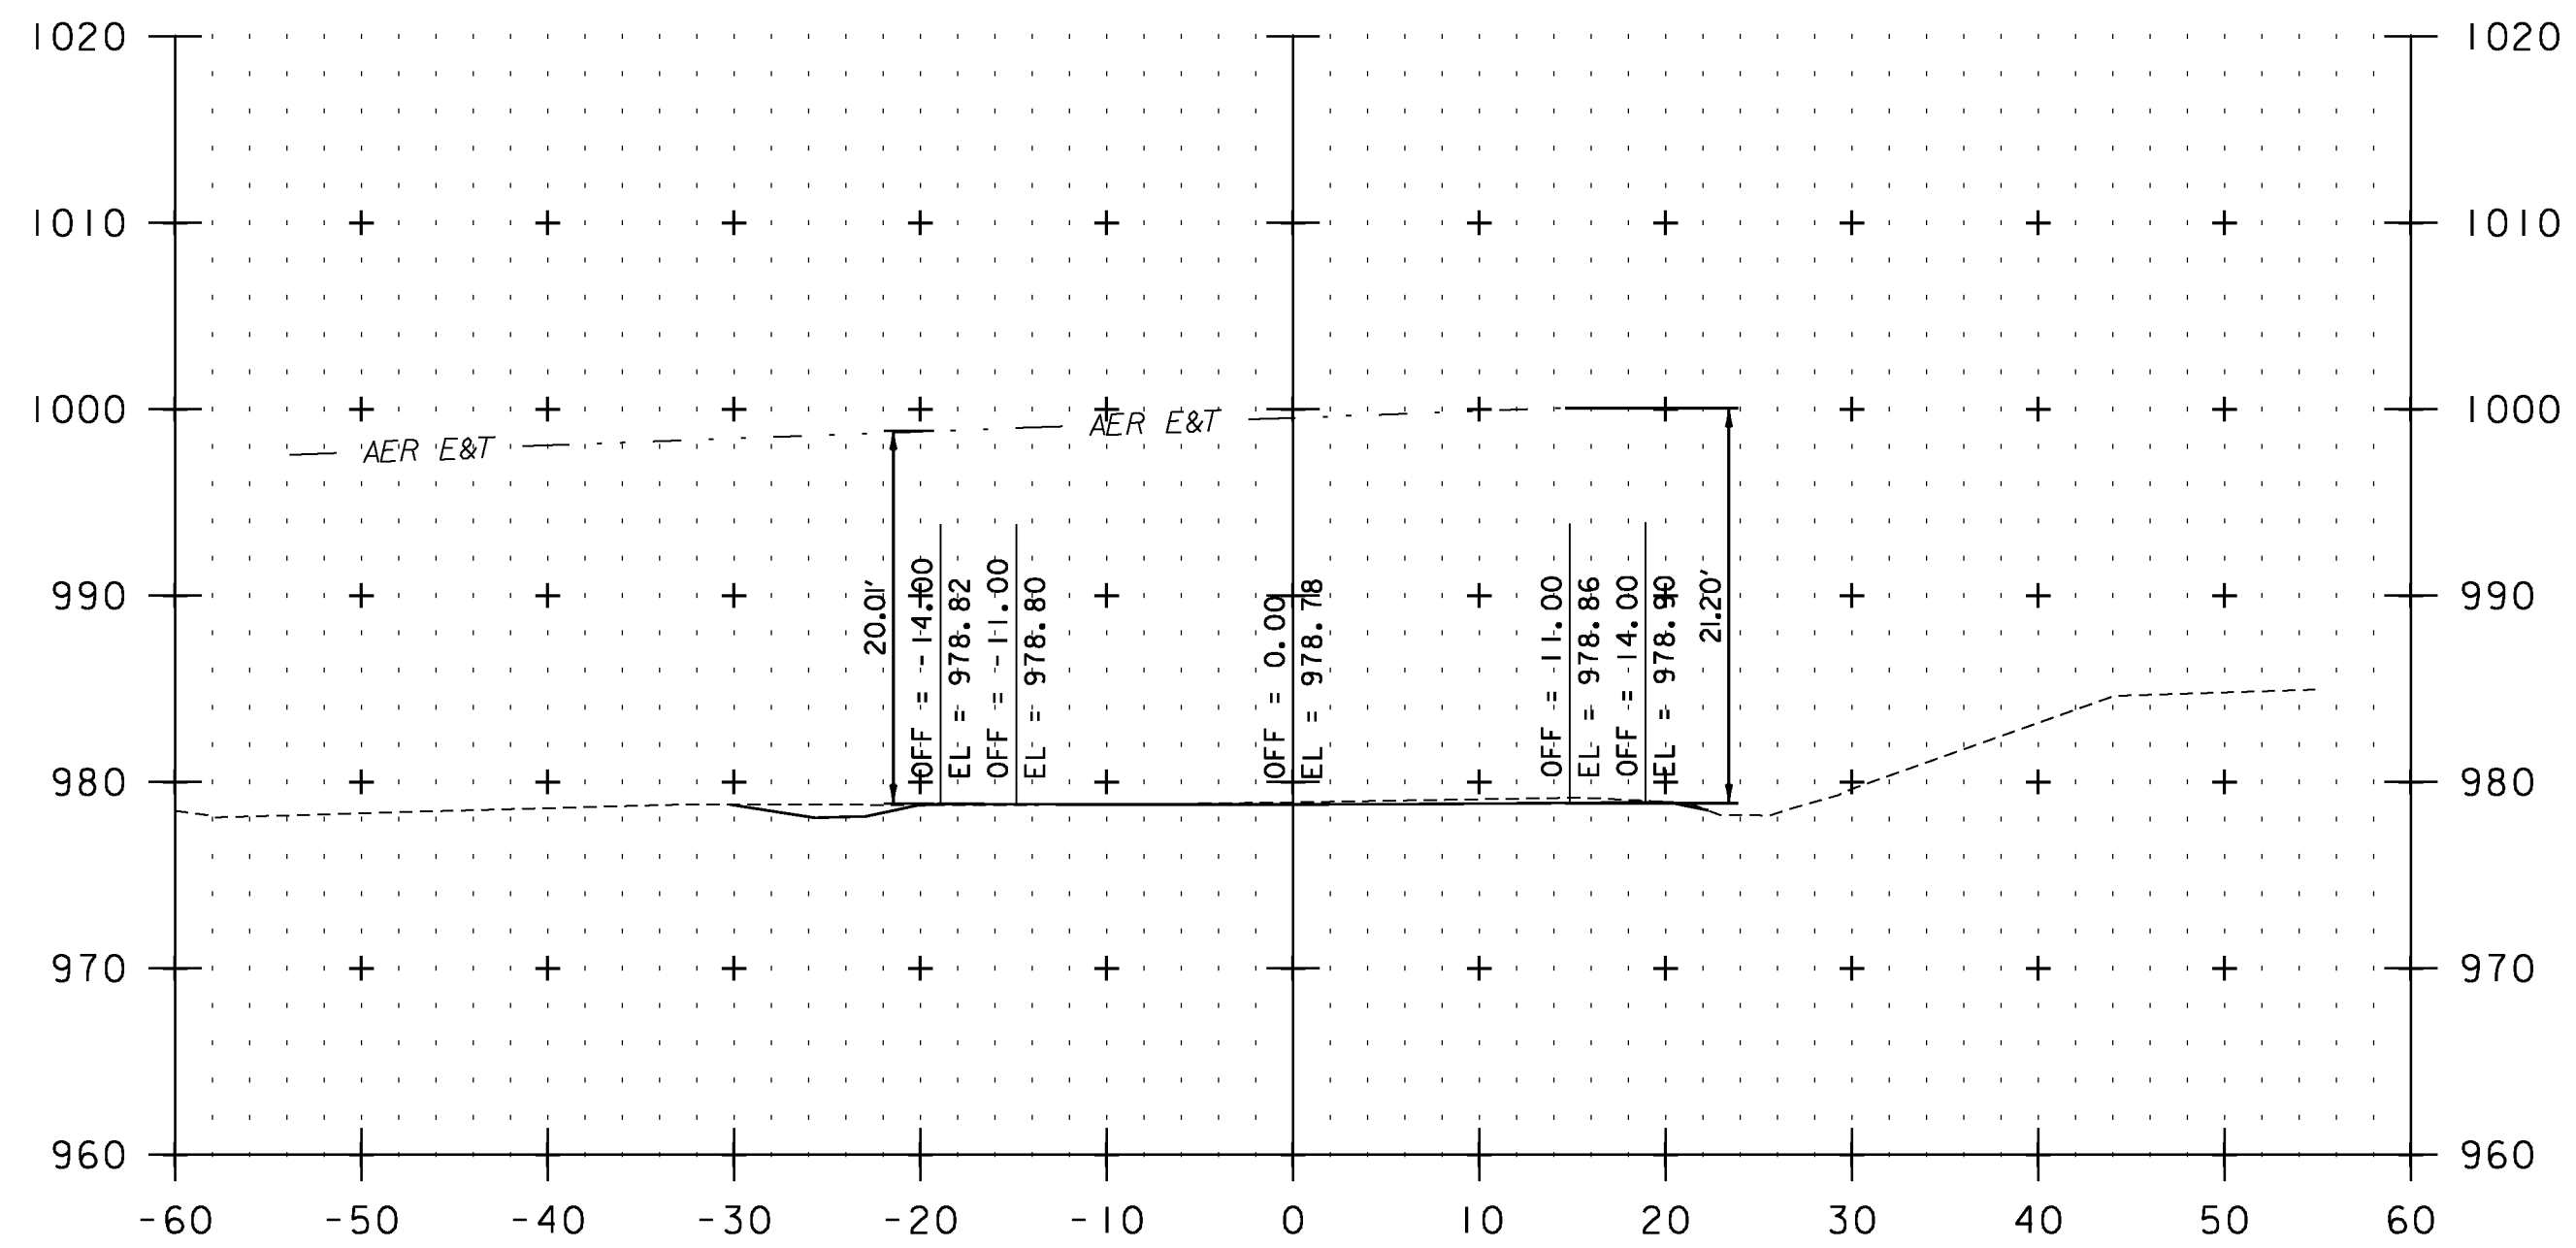 1020 1020
1010 1010
1000 1000
AER E&T
AER E&T
990 990
20.01'
OFF = -14.00
EL = 978.82
OFF = -11.00
EL = 978.80
OFF = 0.00
EL = 978.78
OFF = 11.00
EL = 978.86
OFF = 14.00
EL = 978.90
21.20'
980 980
970 970
960 960
-60 -50 -40 -30 -20 -10 0 10 20 30 40 50 60